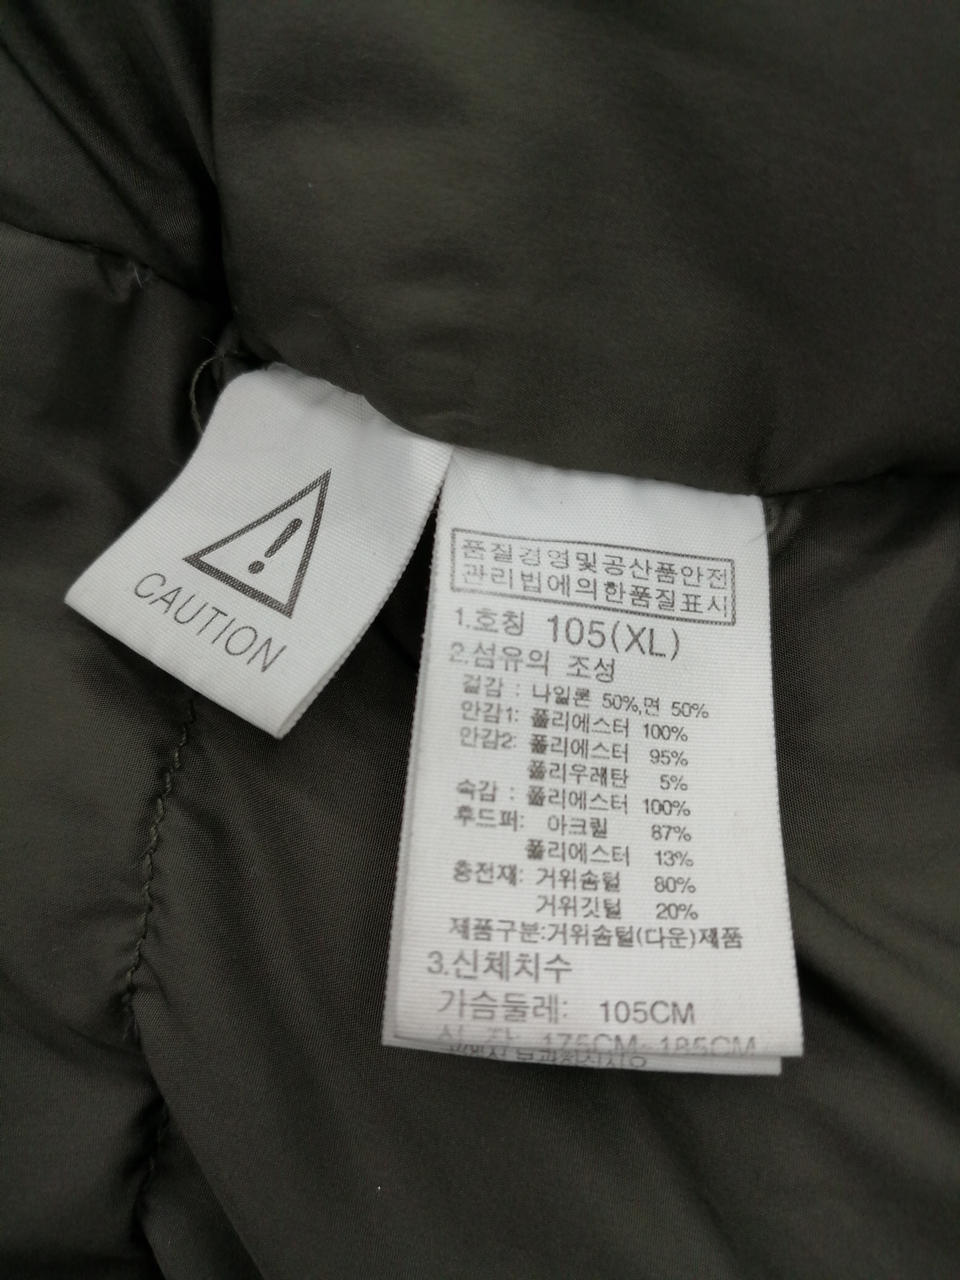 CAUTION
품질경영및공산품안전
관리법에의한품질표시
1.호칭 105(XL)
2.섬유의 조성
겉감 : 나일론 50%,면 50%
안감1: 폴리에스터 100%
안감2: 폴리에스터 95%
폴리우레탄 5%
속감 : 폴리에스터 100%
후드퍼: 아크릴 87%
폴리에스터 13%
충전재: 거위솜털 80%
거위깃털 20%
제품구분:거위솜털(다운)제품
3.신체치수
가슴둘레: 105CM
신 장: 175CM~185CM